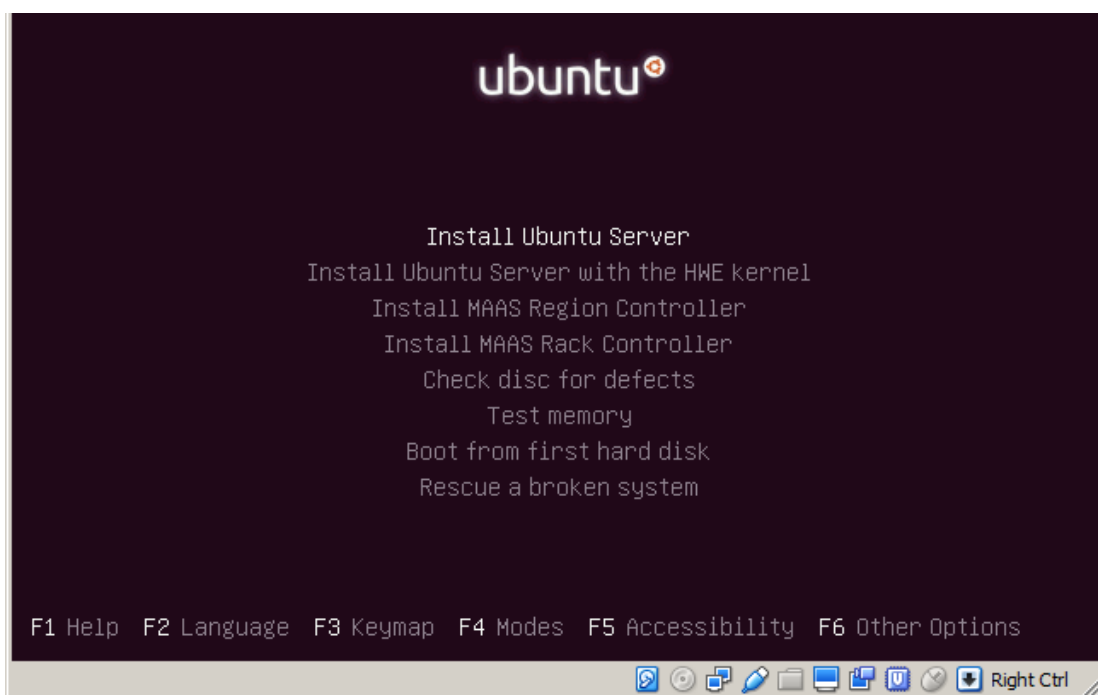 ubuntu
Install Ubuntu Server
Install Ubuntu Server with the HWE kernel
Install MAAS Region Controller
Install MAAS Rack Controller
Check disc for defects
Test memory
Boot from first hard disk
Rescue a broken system
F1 Help F2 Language F3 Keymap F4 Modes F5 Accessibility F6 Other Options
Right Ctrl